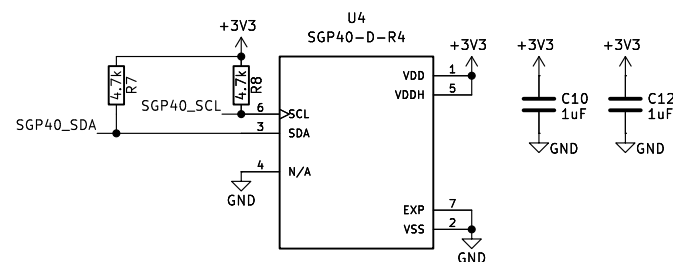 U4
SGP40-D-R4
+3V3
+3V3
+3V3
+3V3
4.7k
R7
4.7k
R8
SGP40_SCL
SGP40_SDA
6
SCL
3
SDA
4
N/A
GND
VDD
1
VDDH
5
EXP
7
VSS
2
GND
C10
1uF
GND
C12
1uF
GND